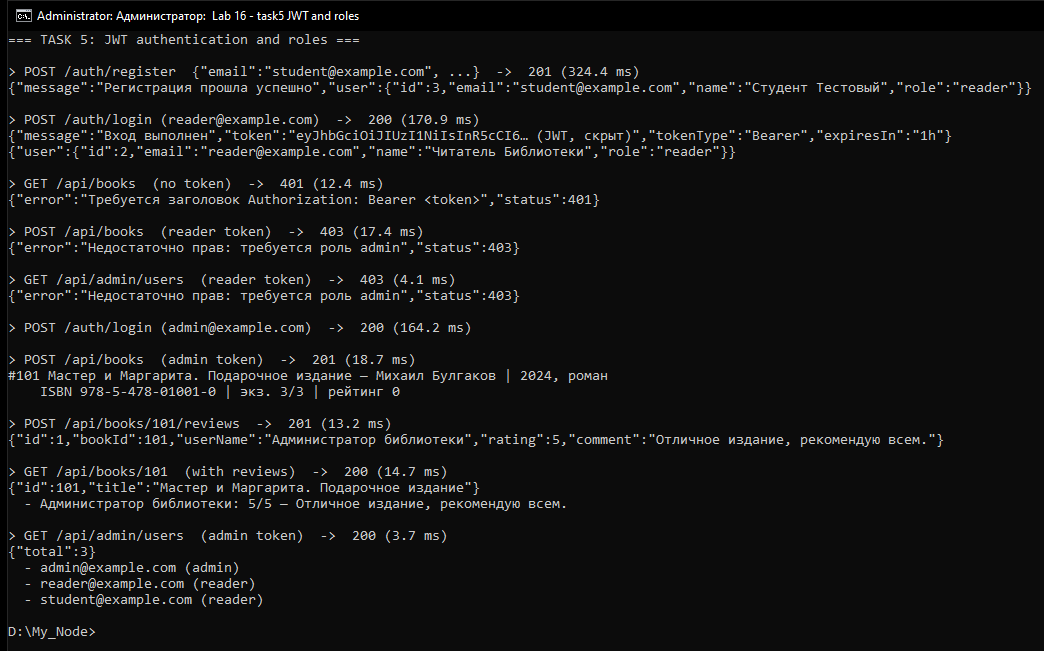 Administrator: Администратор: Lab 16 - task5 JWT and roles
=== TASK 5: JWT authentication and roles ===
> POST /auth/register  {"email":"student@example.com", ...}  ->  201 (324.4 ms)
{"message":"Регистрация прошла успешно","user":{"id":3,"email":"student@example.com","name":"Студент Тестовый","role":"reader"}}
> POST /auth/login (reader@example.com)  ->  200 (170.9 ms)
{"message":"Вход выполнен","token":"eyJhbGciOiJIUzI1NiIsInR5cCI6… (JWT, скрыт)","tokenType":"Bearer","expiresIn":"1h"}
{"user":{"id":2,"email":"reader@example.com","name":"Читатель Библиотеки","role":"reader"}}
> GET /api/books  (no token)  ->  401 (12.4 ms)
{"error":"Требуется заголовок Authorization: Bearer <token>","status":401}
> POST /api/books  (reader token)  ->  403 (17.4 ms)
{"error":"Недостаточно прав: требуется роль admin","status":403}
> GET /api/admin/users  (reader token)  ->  403 (4.1 ms)
{"error":"Недостаточно прав: требуется роль admin","status":403}
> POST /auth/login (admin@example.com)  ->  200 (164.2 ms)
> POST /api/books  (admin token)  ->  201 (18.7 ms)
#101 Мастер и Маргарита. Подарочное издание — Михаил Булгаков | 2024, роман
    ISBN 978-5-478-01001-0 | экз. 3/3 | рейтинг 0
> POST /api/books/101/reviews  ->  201 (13.2 ms)
{"id":1,"bookId":101,"userName":"Администратор библиотеки","rating":5,"comment":"Отличное издание, рекомендую всем."}
> GET /api/books/101  (with reviews)  ->  200 (14.7 ms)
{"id":101,"title":"Мастер и Маргарита. Подарочное издание"}
  - Администратор библиотеки: 5/5 — Отличное издание, рекомендую всем.
> GET /api/admin/users  (admin token)  ->  200 (3.7 ms)
{"total":3}
  - admin@example.com (admin)
  - reader@example.com (reader)
  - student@example.com (reader)
D:\My_Node>